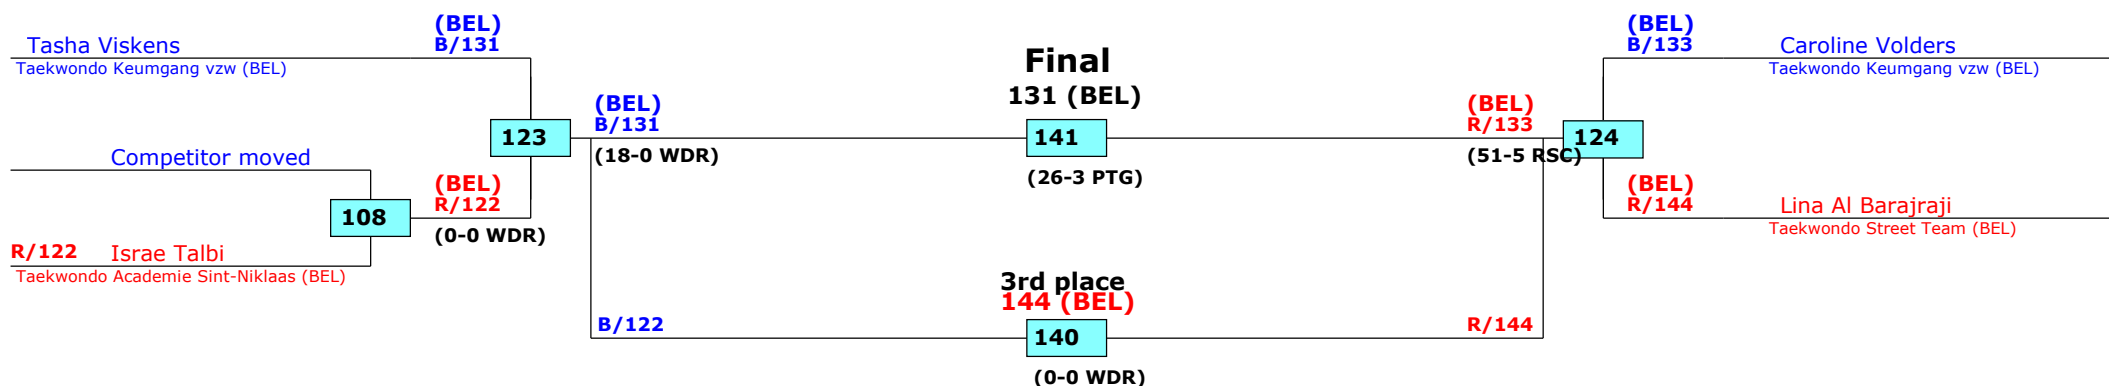 (BEL)
B/131
Tasha Viskens
Taekwondo Keumgang vzw (BEL)
123
Competitor moved
108
(BEL)
R/122
(0-0 WDR)
R/122 Israe Talbi
Taekwondo Academie Sint-Niklaas (BEL)
(BEL)
B/131
(18-0 WDR)
Final
131 (BEL)
141
(26-3 PTG)
3rd place
144 (BEL)
B/122
140
R/144
(0-0 WDR)
(BEL)
R/133
(51-5 RSC)
124
(BEL)
B/133
Caroline Volders
Taekwondo Keumgang vzw (BEL)
(BEL)
R/144
Lina Al Barajraji
Taekwondo Street Team (BEL)